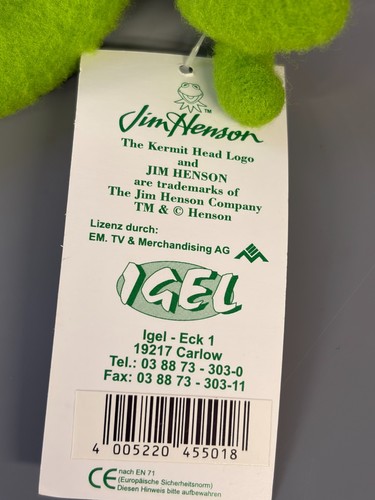 Jim Henson
TM
The Kermit Head Logo
and
JIM HENSON
are trademarks of
The Jim Henson Company
TM & © Henson
Lizenz durch:
EM. TV & Merchandising AG
IGEL
Igel - Eck 1
19217 Carlow
Tel.: 03 88 73 - 303-0
Fax: 03 88 73 - 303-11
4 005220 455018
CE nach EN 71
(Europäische Sicherheitsnorm)
Diesen Hinweis bitte aufbewahren